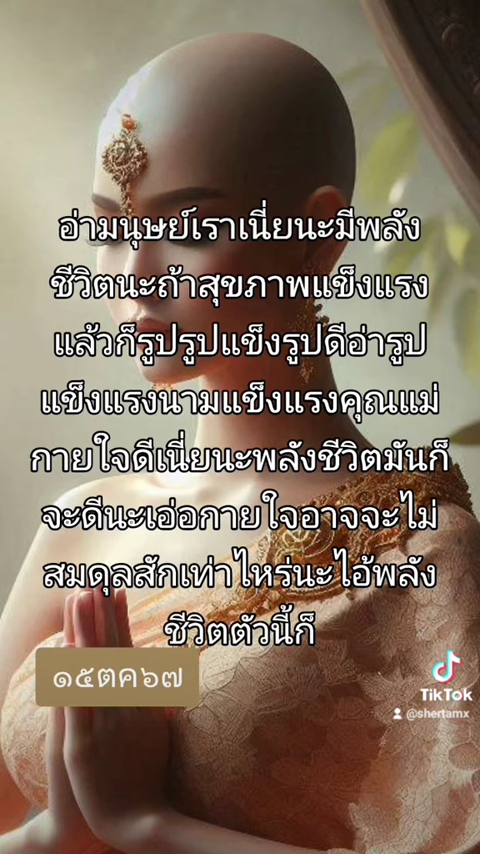 อ่ามนุษย์เราเนี่ยนะมีพลัง
ชีวิตนะถ้าสุขภาพแข็งแรง
แล้วก็รูปรูปแข็งรูปดีอ่ารูป
แข็งแรงนามแข็งแรงคุณแม่
กายใจดีเนี่ยนะพลังชีวิตมันก็
จะดีนะเอ่อกายใจอาจจะไม่
สมดุลสักเท่าไหร่นะไอ้พลัง
ชีวิตตัวนี้ก็
๑๕ตค๖๗
TikTok
@shertamx